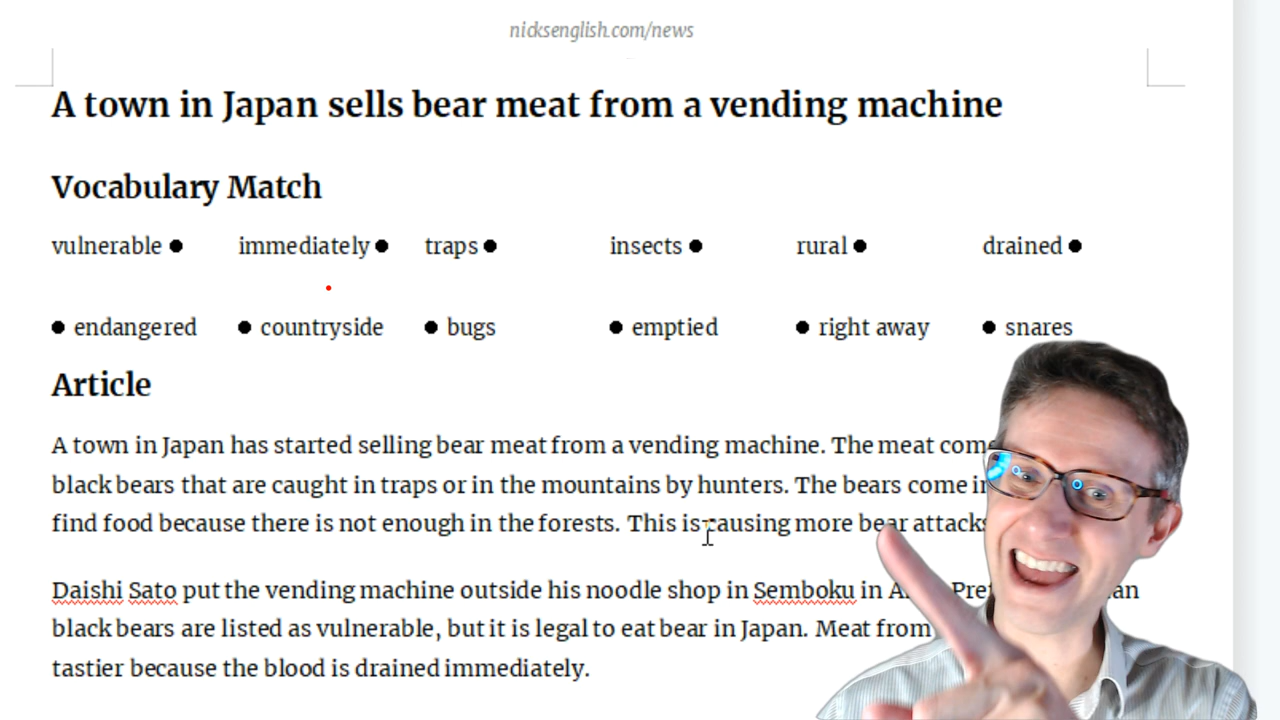 nicksenglish.com/news
A town in Japan sells bear meat from a vending machine
Vocabulary Match
vulnerable ● immediately ● traps ● insects ● rural ● drained ●
● endangered ● countryside ● bugs ● emptied ● right away ● snares
Article
A town in Japan has started selling bear meat from a vending machine. The meat
black bears that are caught in traps or in the mountains by hunters. The bears come
find food because there is not enough in the forests. This is causing more bear attacks
Daishi Sato put the vending machine outside his noodle shop in Semboku in
black bears are listed as vulnerable, but it is legal to eat bear in Japan. Meat from
tastier because the blood is drained immediately.